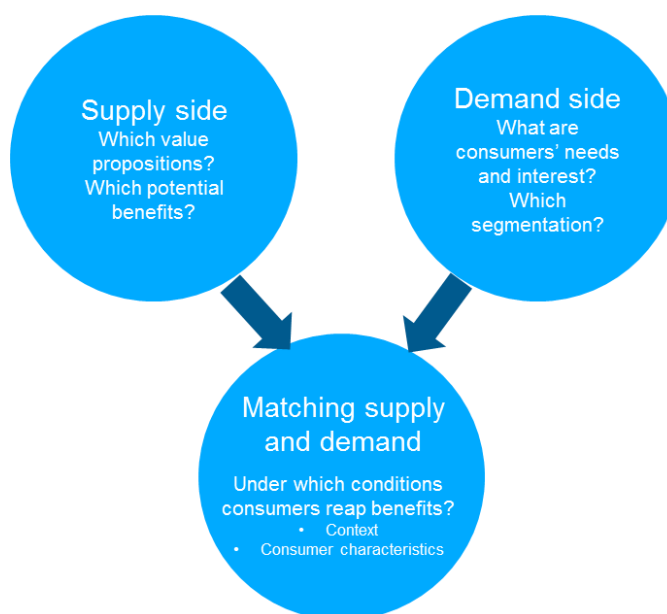 Supply side
Which value
propositions?
Which potential
benefits?
Demand side
What are
consumers' needs
and interest?
Which
segmentation?
Matching supply
and demand
Under which conditions
consumers reap benefits?
• Context
• Consumer characteristics